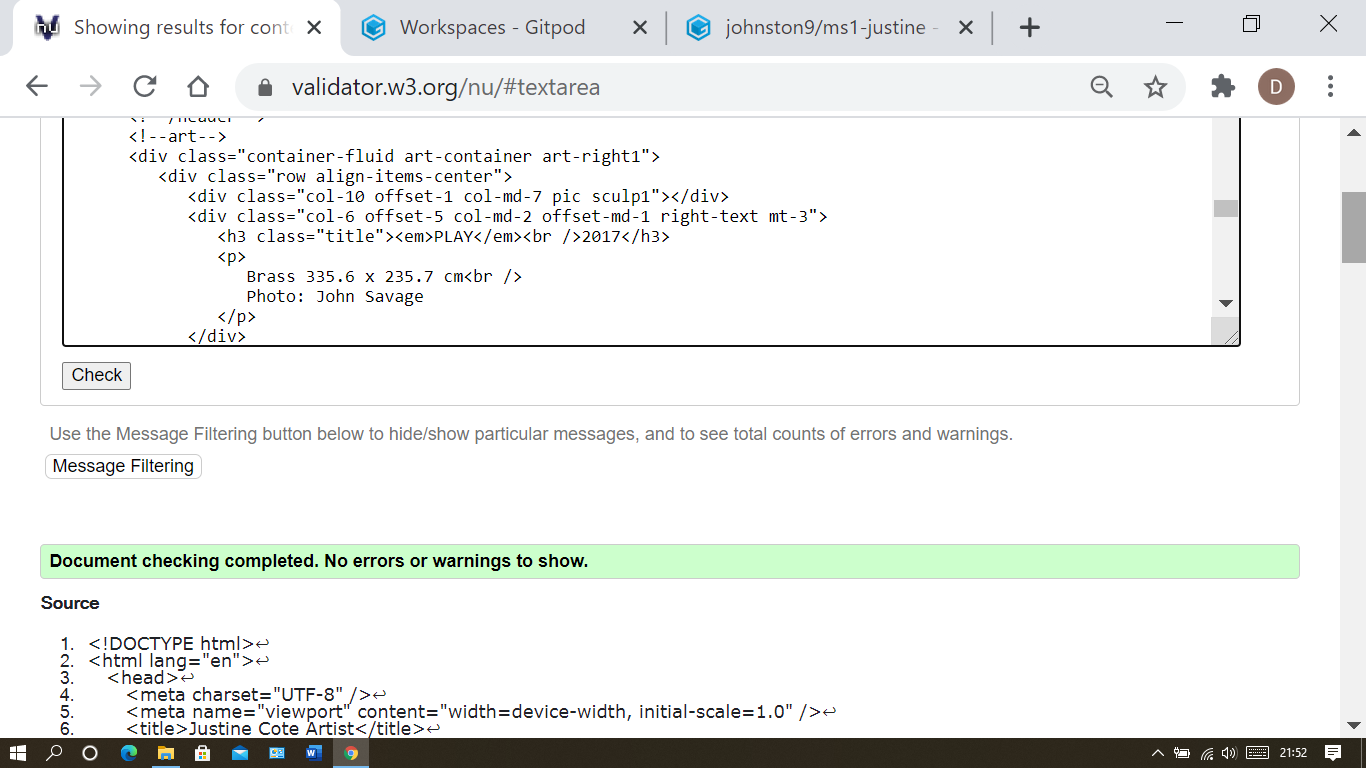 Showing results for cont
Workspaces - Gitpod
johnston9/ms1-justine -
validator.w3.org/nu/#textarea
D
<!--/header-->
<!--art-->
<div class="container-fluid art-container art-right1">
<div class="row align-items-center">
<div class="col-10 offset-1 col-md-7 pic sculp1"></div>
<div class="col-6 offset-5 col-md-2 offset-md-1 right-text mt-3">
<h3 class="title"><em>PLAY</em><br />2017</h3>
<p>
Brass 335.6 x 235.7 cm<br />
Photo: John Savage
</p>
</div>
Check
Use the Message Filtering button below to hide/show particular messages, and to see total counts of errors and warnings.
Message Filtering
Document checking completed. No errors or warnings to show.
Source
1. <!DOCTYPE html>↩
2. <html lang="en">↩
3. <head>↩
4. <meta charset="UTF-8" />↩
5. <meta name="viewport" content="width=device-width, initial-scale=1.0" />↩
6. <title>Justine Cote Artist</title>↩
21:52